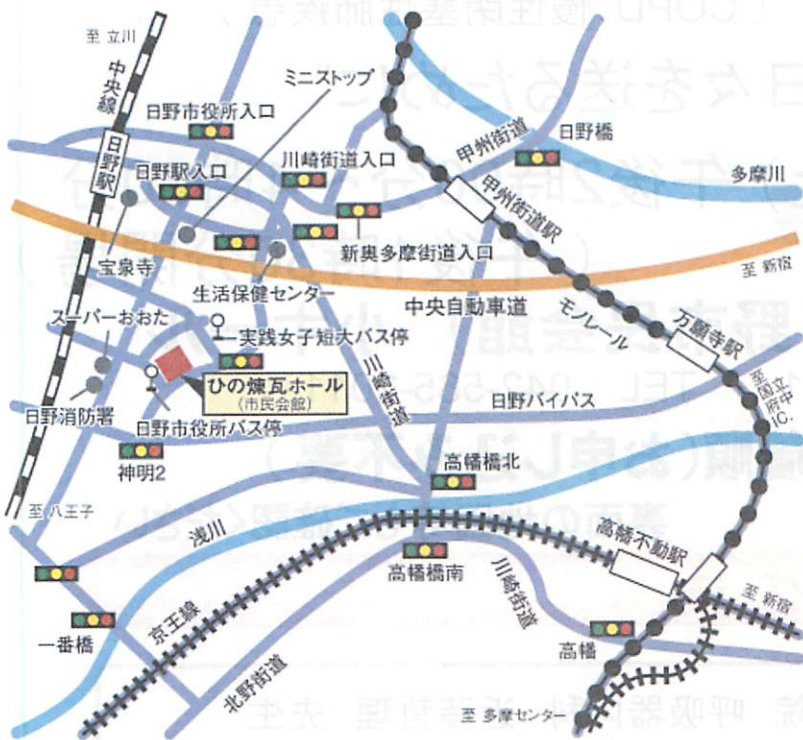 至 立川
中央線
日野駅
日野市役所入口
ミニストップ
日野駅入口
川崎街道入口
甲州街道
日野橋
多摩川
甲州街道駅
新奥多摩街道入口
宝泉寺
生活保健センター
中央自動車道
至 新宿
モノレール
万願寺駅
スーパーおおた
実践女子短大バス停
ひの煉瓦ホール
(市民会館)
川崎街道
日野バイパス
至国立府中IC.
日野消防署
日野市役所バス停
神明2
高幡橋北
至 八王子
浅川
高幡不動駅
高幡橋南
川崎街道
至 新宿
一番橋
京王線
高幡
北野街道
至 多摩センター